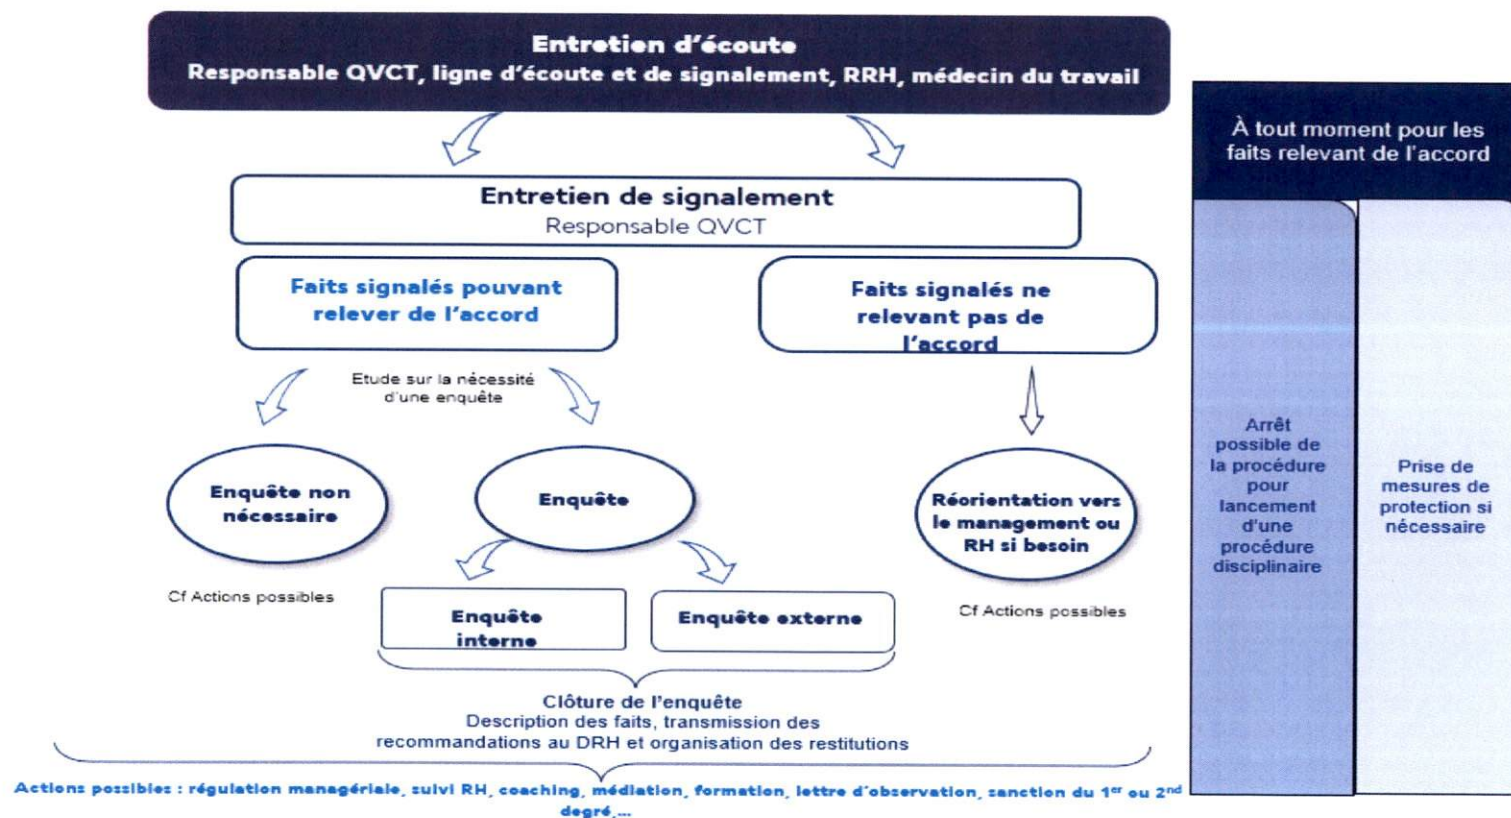 Entretien d'écoute
Responsable QVCT, ligne d'écoute et de signalement, RRH, médecin du travail
À tout moment pour les
faits relevant de l'accord
Entretien de signalement
Responsable QVCT
Faits signalés pouvant
relever de l'accord
Faits signalés ne
relevant pas de
l'accord
Etude sur la nécessité
d'une enquête
Enquête non
nécessaire
Enquête
Réorientation vers
le management ou
RH si besoin
Arrêt
possible de
la procédure
pour
lancement
d'une
procédure
disciplinaire
Prise de
mesures de
protection si
nécessaire
Cf Actions possibles
Enquête
interne
Enquête externe
Cf Actions possibles
Clôture de l'enquête
Description des faits, transmission des
recommandations au DRH et organisation des restitutions
Actions possibles : régulation managériale, suivi RH, coaching, médiation, formation, lettre d'observation, sanction du 1er ou 2nd
degré,...